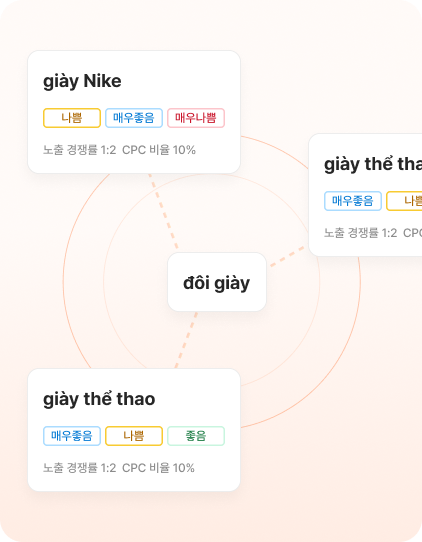 giày Nike
나쁨 매우좋음 매우나쁨
노출 경쟁률 1:2 CPC 비율 10%
giày thể tha
매우좋음 나쁨
노출 경쟁률 1:2 CPC
đôi giày
giày thể thao
매우좋음 나쁨 좋음
노출 경쟁률 1:2 CPC 비율 10%